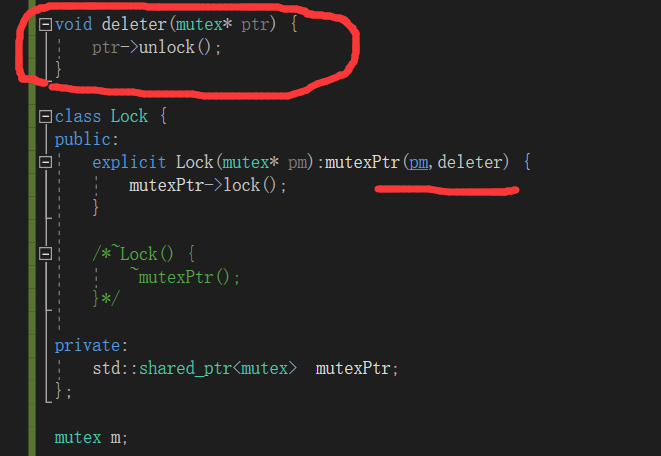 void deleter(mutex* ptr) {
ptr->unlock();
}
class Lock {
public:
explicit Lock(mutex* pm):mutexPtr(pm,deleter) {
mutexPtr->lock();
}
/*~Lock() {
~mutexPtr();
}*/
private:
std::shared_ptr<mutex>  mutexPtr;
};
mutex m;